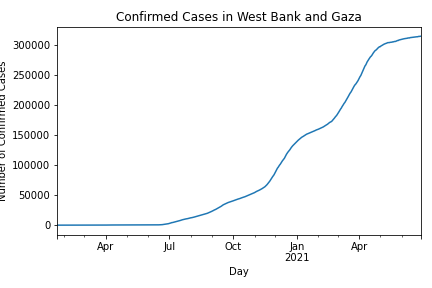 Confirmed Cases in West Bank and Gaza
Number of Confirmed Cases
300000
250000
200000
150000
100000
50000
0
Apr Jul Oct Jan Apr
2021
Day